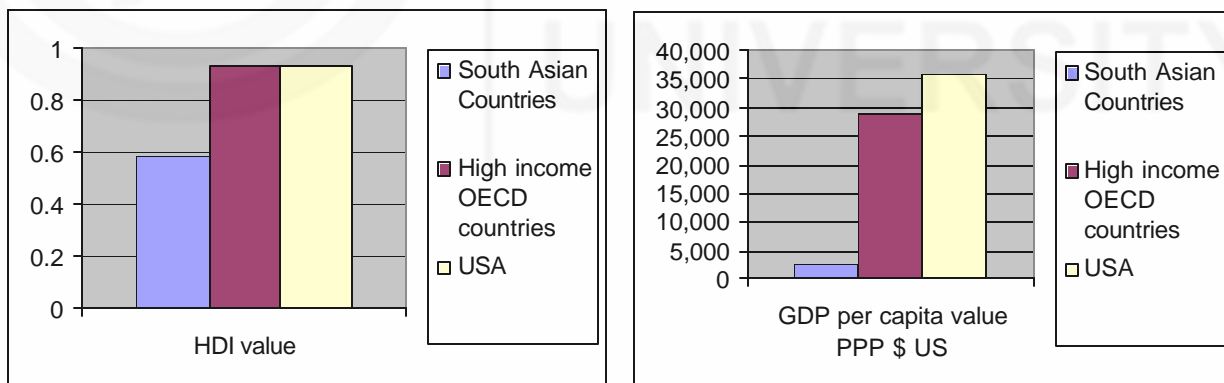 UNIVERSITY
1
0.8
0.6
0.4
0.2
0
HDI value
South Asian
Countries
High income
OECD
countries
USA
40,000
35,000
30,000
25,000
20,000
15,000
10,000
5,000
0
GDP per capita value
PPP $ US
South Asian
Countries
High income
OECD
countries
USA